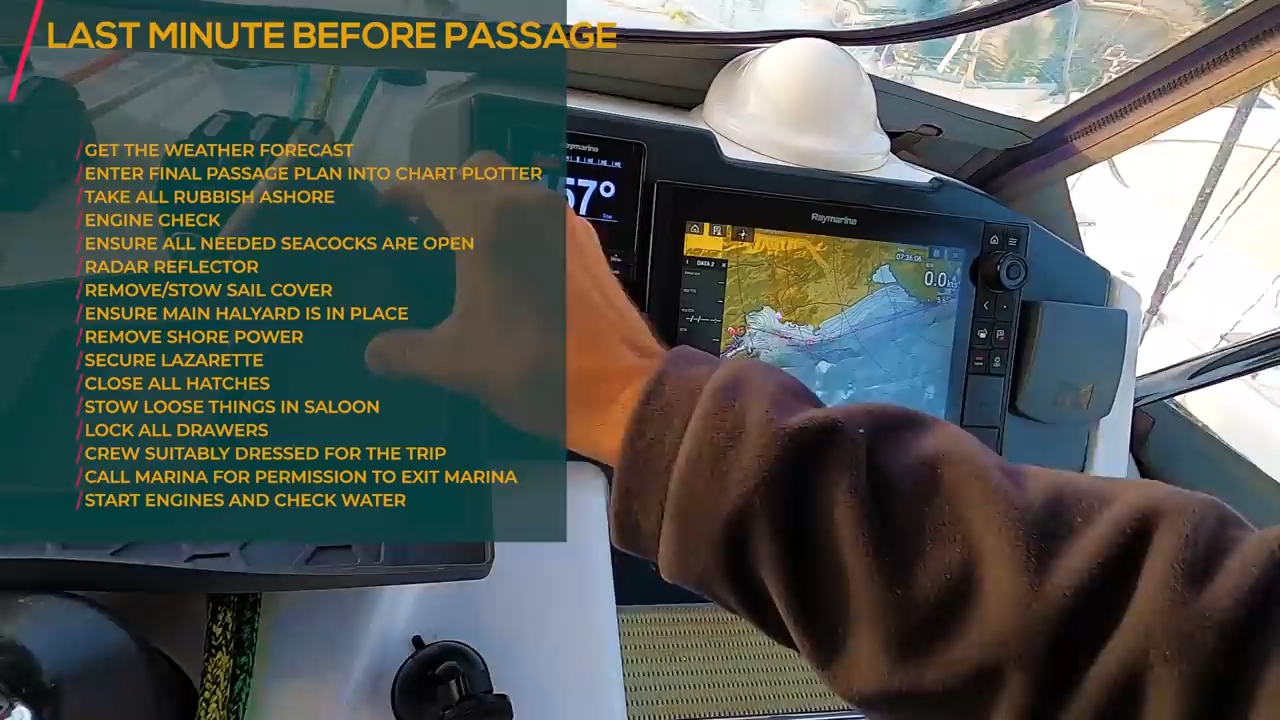 LAST MINUTE BEFORE PASSAGE
GET THE WEATHER FORECAST
ENTER FINAL PASSAGE PLAN INTO CHART PLOTTER
TAKE ALL RUBBISH ASHORE
ENGINE CHECK
ENSURE ALL NEEDED SEACOCKS ARE OPEN
RADAR REFLECTOR
REMOVE/STOW SAIL COVER
ENSURE MAIN HALYARD IS IN PLACE
REMOVE SHORE POWER
SECURE LAZARETTE
CLOSE ALL HATCHES
STOW LOOSE THINGS IN SALOON
LOCK ALL DRAWERS
CREW SUITABLY DRESSED FOR THE TRIP
CALL MARINA FOR PERMISSION TO EXIT MARINA
START ENGINES AND CHECK WATER
57°
Raymarine
DATA 2
07:36:06
0.0 kts